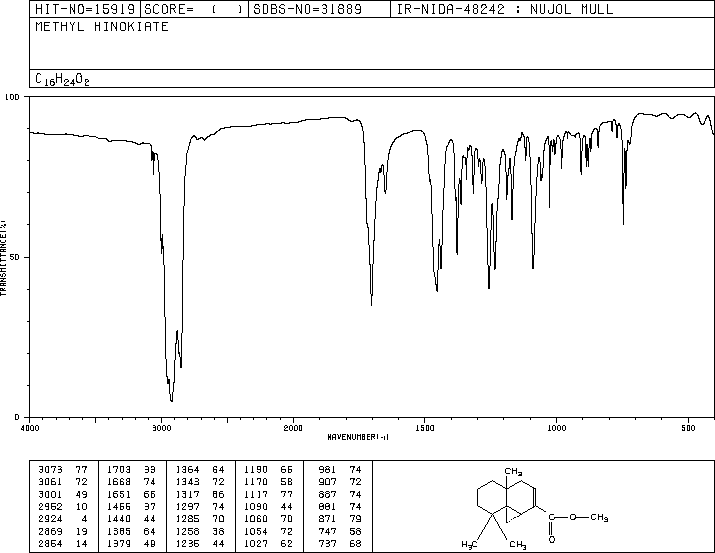 HIT-NO=15919 SCORE= ( ) SDBS-NO=31889 IR-NIDA-48242 : NUJOL MULL
METHYL HINOKIATE
C16H24O2
100
50
0
TRANSMITTANCE(%)
4000 3000 2000 1500 1000 500
WAVENUMBER(-1)
3073 77 1703 33 1364 64 1190 66 981 74
3061 72 1668 74 1343 72 1170 58 907 72
3001 49 1651 66 1317 86 1117 77 887 74
2952 10 1456 37 1297 74 1090 44 881 74
2924 4 1440 44 1285 70 1060 70 871 79
2869 19 1385 64 1258 38 1054 72 747 58
2854 14 1379 49 1236 44 1027 62 737 68
CH3
C O CH3
O
H3C CH3